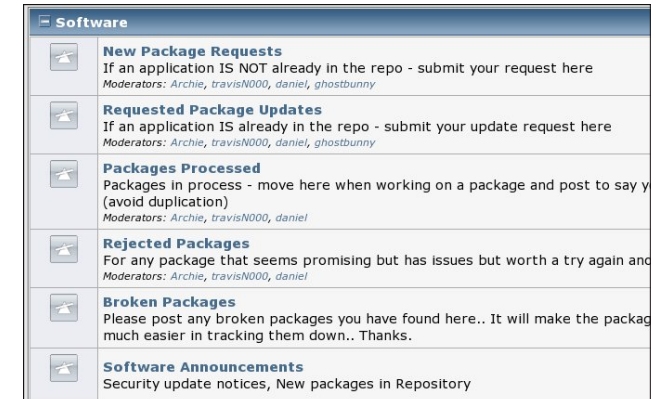 Software
New Package Requests
If an application IS NOT already in the repo - submit your request here
Moderators: Archie, travisN000, daniel, ghostbunny
Requested Package Updates
If an application IS already in the repo - submit your update request here
Moderators: Archie, travisN000, daniel, ghostbunny
Packages Processed
Packages in process - move here when working on a package and post to say
(avoid duplication)
Moderators: Archie, travisN000, daniel
Rejected Packages
For any package that seems promising but has issues but worth a try again and
Moderators: Archie, travisN000, daniel
Broken Packages
Please post any broken packages you have found here.. It will make the
much easier in tracking them down.. Thanks.
Software Announcements
Security update notices, New packages in Repository